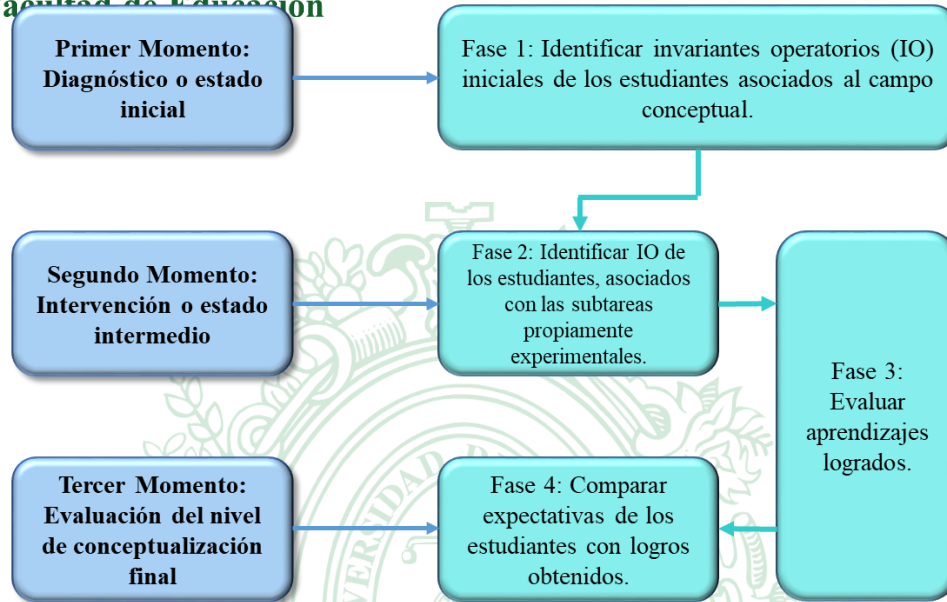 acultad de Educación
Primer Momento:
Diagnóstico o estado
inicial
Fase 1: Identificar invariantes operatorios (IO)
iniciales de los estudiantes asociados al campo
conceptual.
Segundo Momento:
Intervención o estado
intermedio
Fase 2: Identificar IO de
los estudiantes, asociados
con las subtareas
propiamente
experimentales.
Fase 3:
Evaluar
aprendizajes
logrados.
Tercer Momento:
Evaluación del nivel
de conceptualización
final
Fase 4: Comparar
expectativas de los
estudiantes con logros
obtenidos.